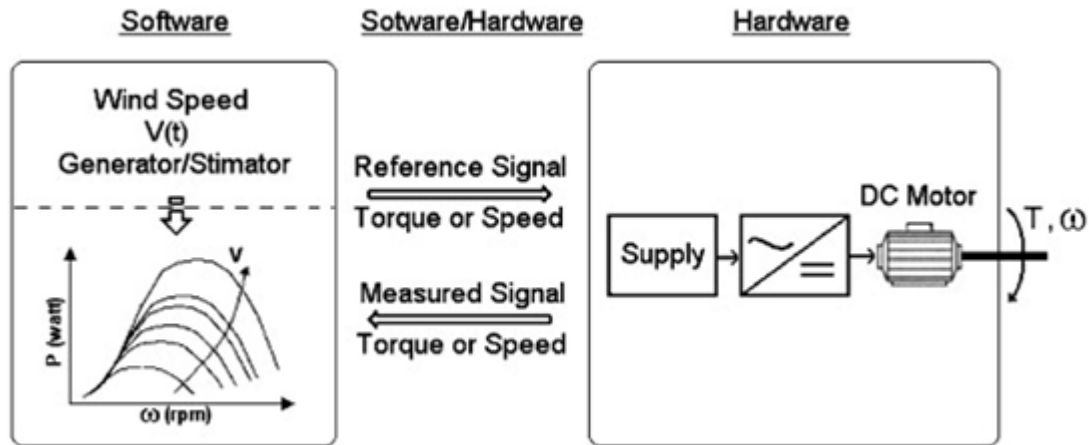 Software
Sotware/Hardware
Hardware
Wind Speed
V(t)
Generator/Stimator
P (watt)
V
ω (rpm)
Reference Signal
Torque or Speed
Measured Signal
Torque or Speed
Supply
DC Motor
T, ω